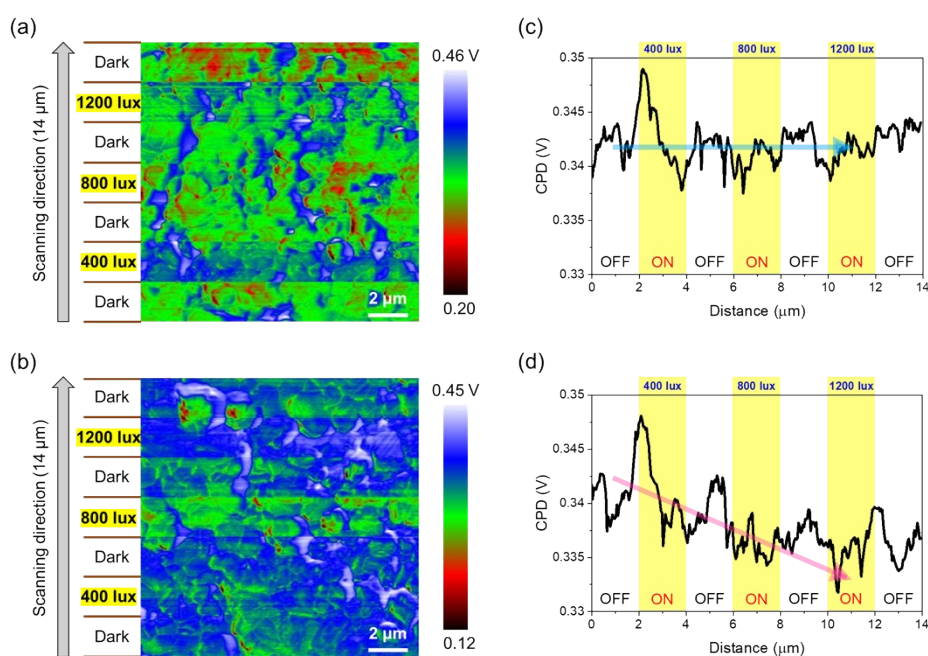 (a)
Scanning direction (14 μm)
Dark
1200 lux
Dark
800 lux
Dark
400 lux
Dark
2 μm
0.46 V
0.20
(c)
400 lux
800 lux
1200 lux
0.35
0.345
0.34
0.335
0.33
CPD (V)
OFF ON OFF ON OFF ON OFF
0 2 4 6 8 10 12 14
Distance (μm)
(b)
Scanning direction (14 μm)
Dark
1200 lux
Dark
800 lux
Dark
400 lux
Dark
2 μm
0.45 V
0.12
(d)
400 lux
800 lux
1200 lux
0.35
0.345
0.34
0.335
0.33
CPD (V)
OFF ON OFF ON OFF ON OFF
0 2 4 6 8 10 12 14
Distance (μm)